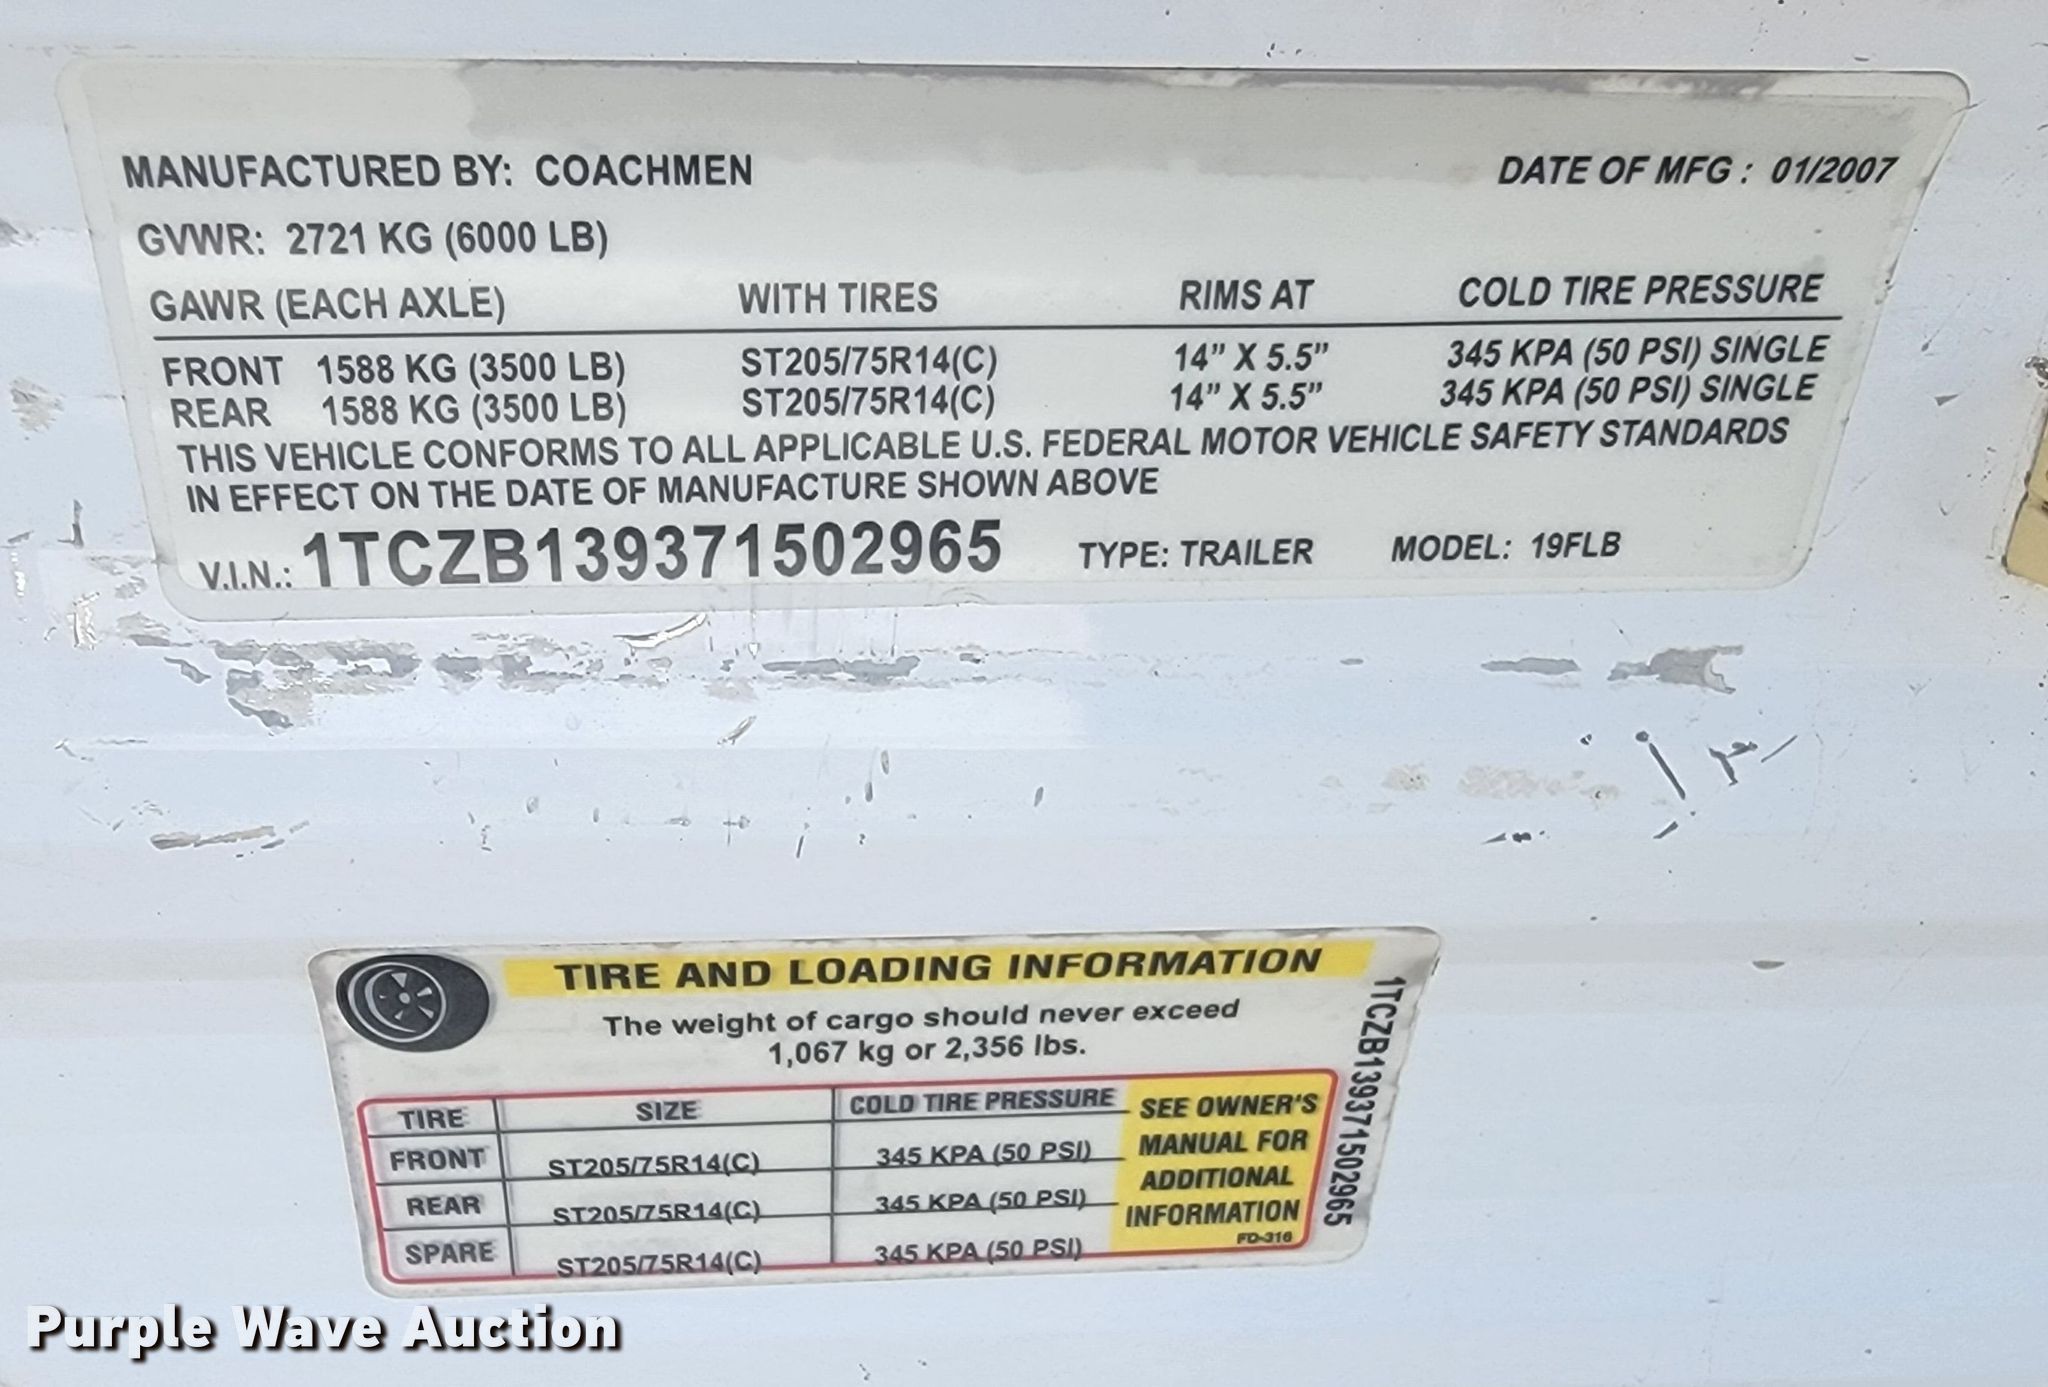 MANUFACTURED BY: COACHMEN DATE OF MFG : 01/2007
GVWR: 2721 KG (6000 LB)
GAWR (EACH AXLE) WITH TIRES RIMS AT COLD TIRE PRESSURE
FRONT 1588 KG (3500 LB) ST205/75R14(C) 14” X 5.5” 345 KPA (50 PSI) SINGLE
REAR 1588 KG (3500 LB) ST205/75R14(C) 14” X 5.5” 345 KPA (50 PSI) SINGLE
THIS VEHICLE CONFORMS TO ALL APPLICABLE U.S. FEDERAL MOTOR VEHICLE SAFETY STANDARDS
IN EFFECT ON THE DATE OF MANUFACTURE SHOWN ABOVE
V.I.N.: 1TCZB139371502965 TYPE: TRAILER MODEL: 19FLB
TIRE AND LOADING INFORMATION
The weight of cargo should never exceed
1,067 kg or 2,356 lbs.
TIRE SIZE COLD TIRE PRESSURE
FRONT ST205/75R14(C) 345 KPA (50 PSI)
REAR ST205/75R14(C) 345 KPA (50 PSI)
SPARE ST205/75R14(C) 345 KPA (50 PSI)
SEE OWNER'S
MANUAL FOR
ADDITIONAL
INFORMATION
FD-316
1TCZB139371502965
Purple Wave Auction